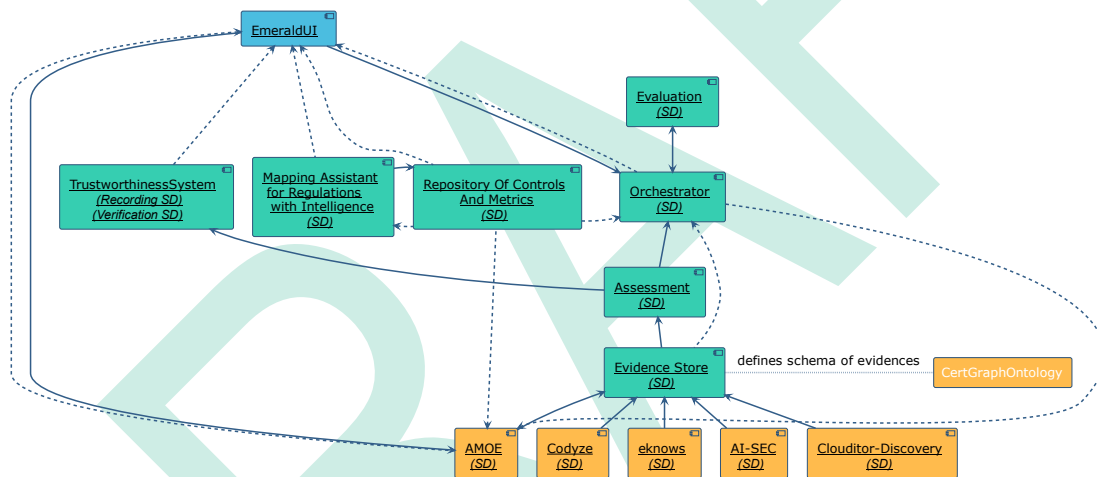 EmeraldUI
Evaluation
(SD)
TrustworthinessSystem
(Recording SD)
(Verification SD)
Mapping Assistant
for Regulations
with Intelligence
(SD)
Repository Of Controls
And Metrics
(SD)
Orchestrator
(SD)
Assessment
(SD)
Evidence Store
(SD)
defines schema of evidences
CertGraphOntology
AMOE
(SD)
Codyze
(SD)
eknows
(SD)
AI-SEC
(SD)
Clouditor-Discovery
(SD)